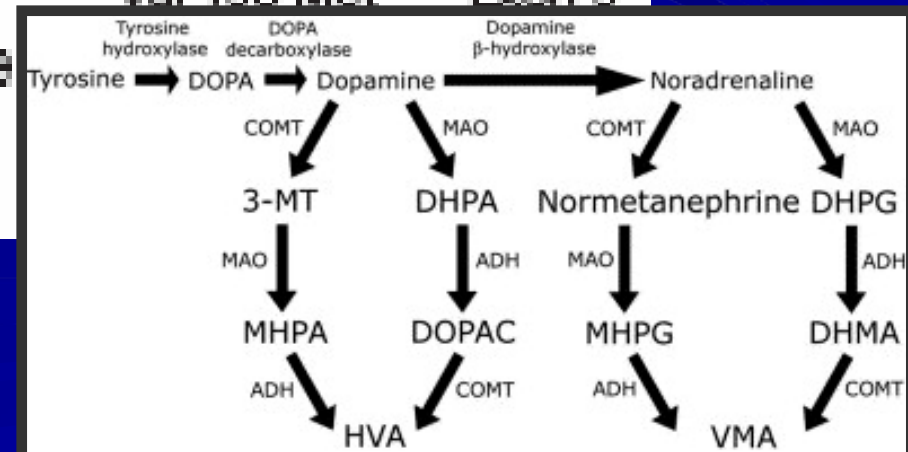 Tyrosine
hydroxylase
DOPA
decarboxylase
Dopamine
β-hydroxylase
Tyrosine DOPA Dopamine Noradrenaline
COMT MAO COMT MAO
3-MT DHPA Normetanephrine DHPG
MAO ADH MAO ADH
MHPA DOPAC MHPG DHMA
ADH COMT ADH COMT
HVA VMA